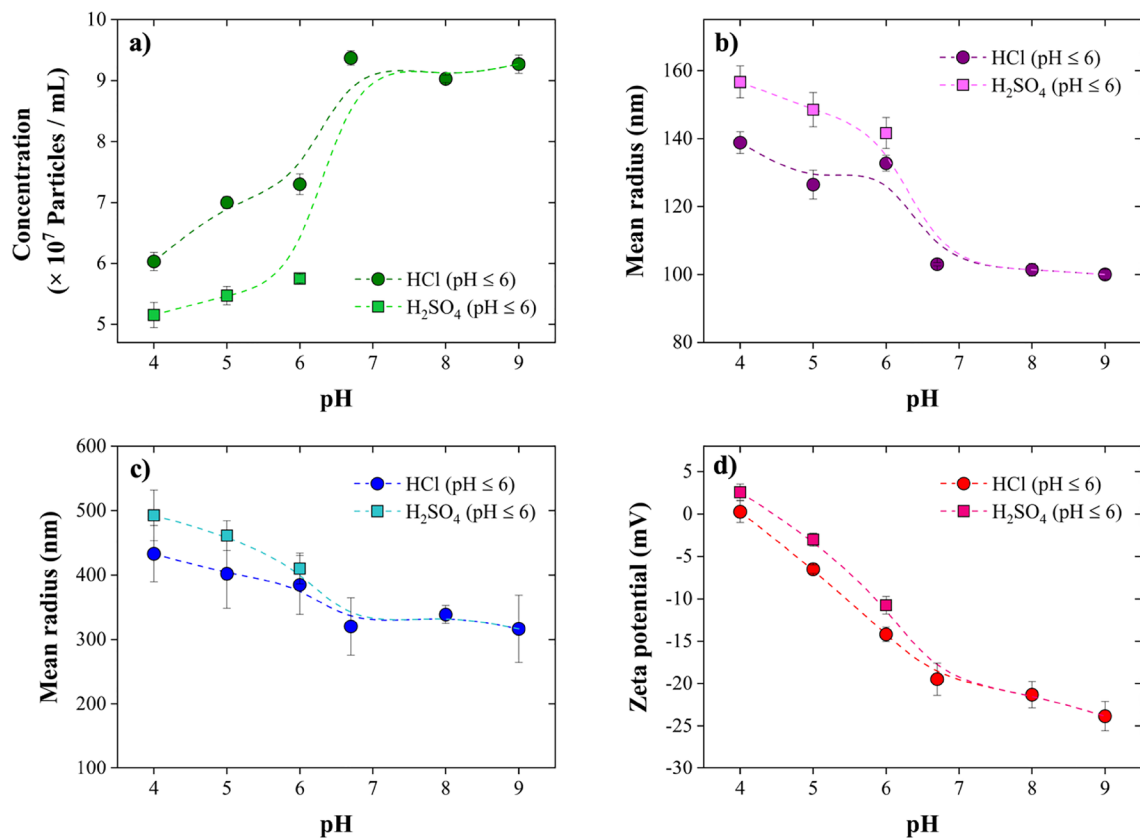 a)
Concentration
(× 10⁷ Particles / mL)
10
9
8
7
6
5
HCl (pH ≤ 6)
H₂SO₄ (pH ≤ 6)
4 5 6 7 8 9
pH
b)
Mean radius (nm)
160
140
120
100
80
HCl (pH ≤ 6)
H₂SO₄ (pH ≤ 6)
4 5 6 7 8 9
pH
c)
Mean radius (nm)
600
500
400
300
200
100
HCl (pH ≤ 6)
H₂SO₄ (pH ≤ 6)
4 5 6 7 8 9
pH
d)
Zeta potential (mV)
5
0
-5
-10
-15
-20
-25
-30
HCl (pH ≤ 6)
H₂SO₄ (pH ≤ 6)
4 5 6 7 8 9
pH